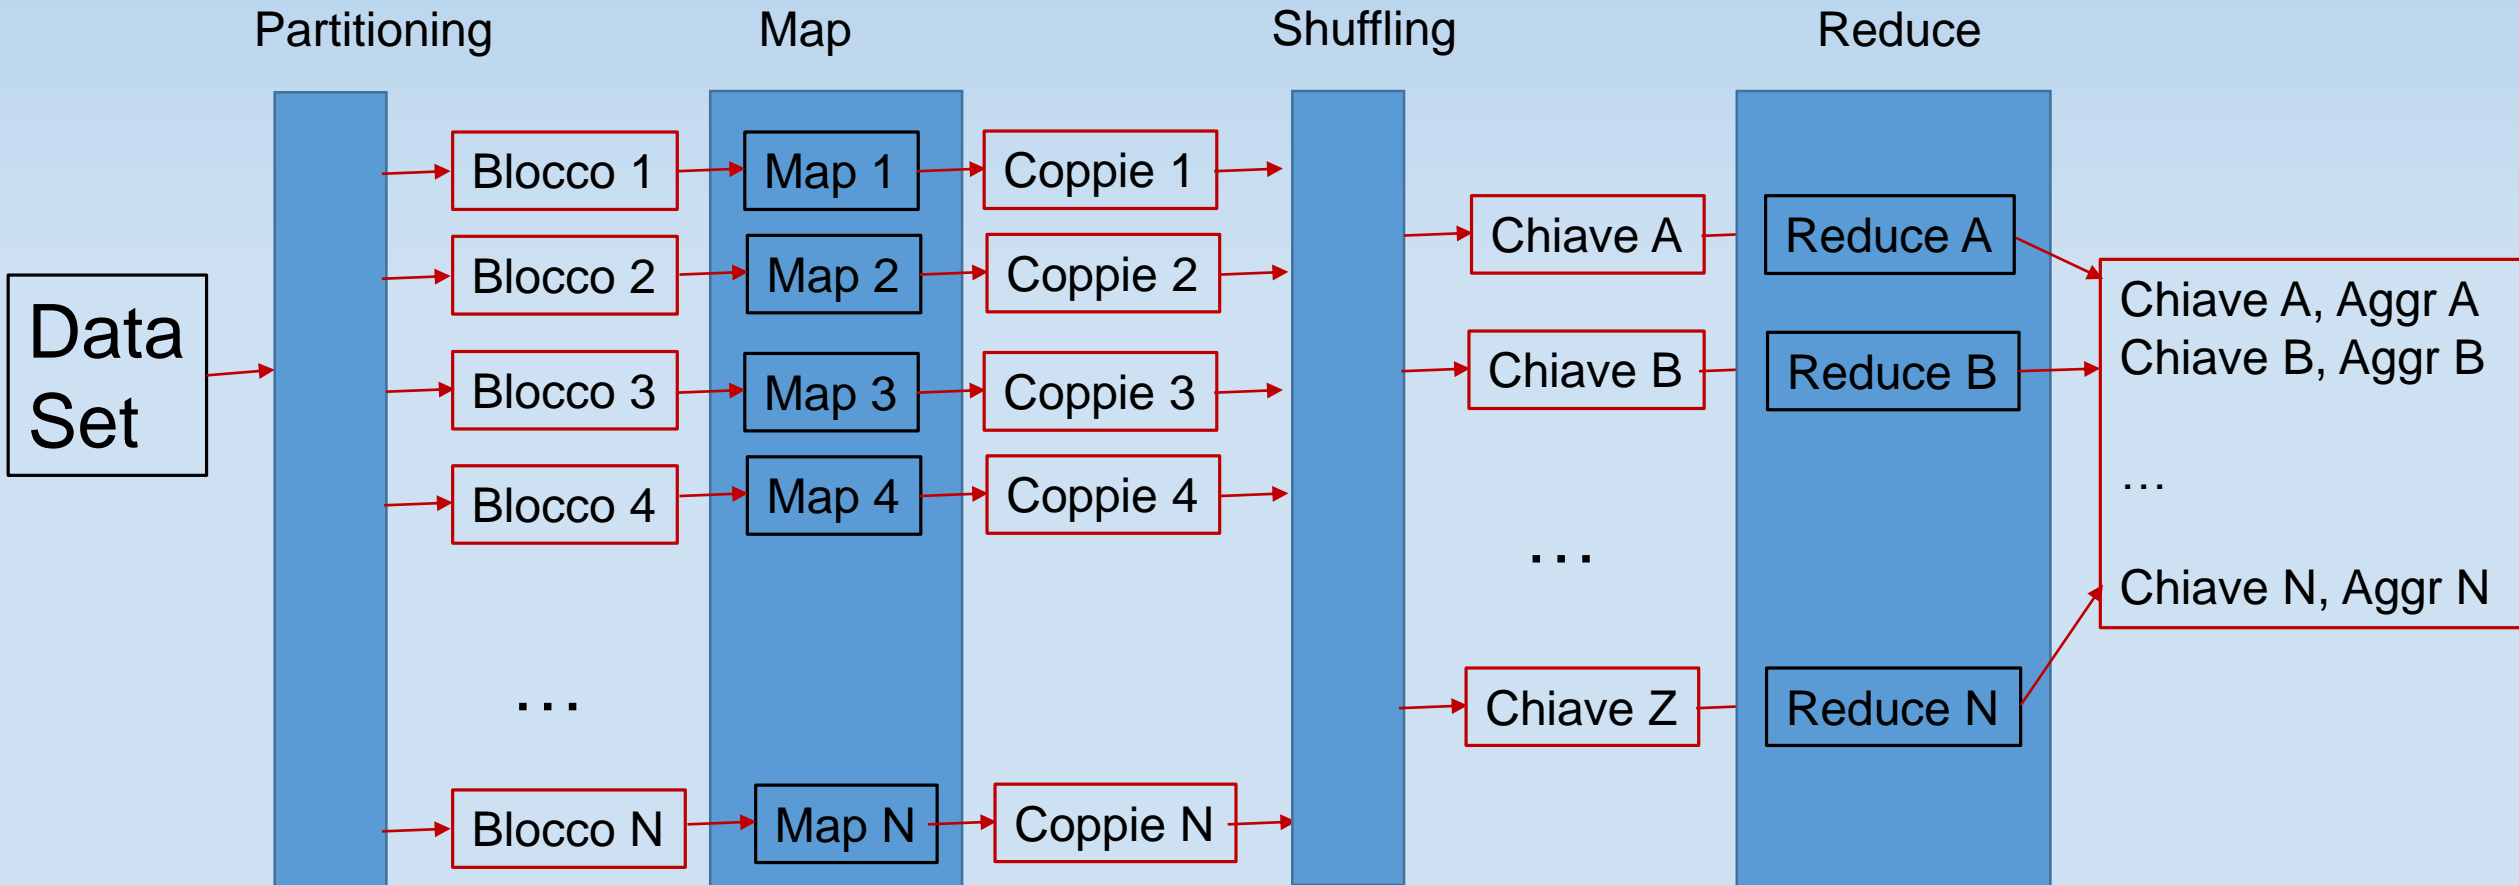 Partitioning
Map
Shuffling
Reduce
Data
Set
Blocco 1
Map 1
Coppie 1
Blocco 2
Map 2
Coppie 2
Blocco 3
Map 3
Coppie 3
Blocco 4
Map 4
Coppie 4
...
Blocco N
Map N
Coppie N
Chiave A
Reduce A
Chiave B
Reduce B
...
Chiave Z
Reduce N
Chiave A, Aggr A
Chiave B, Aggr B
...
Chiave N, Aggr N